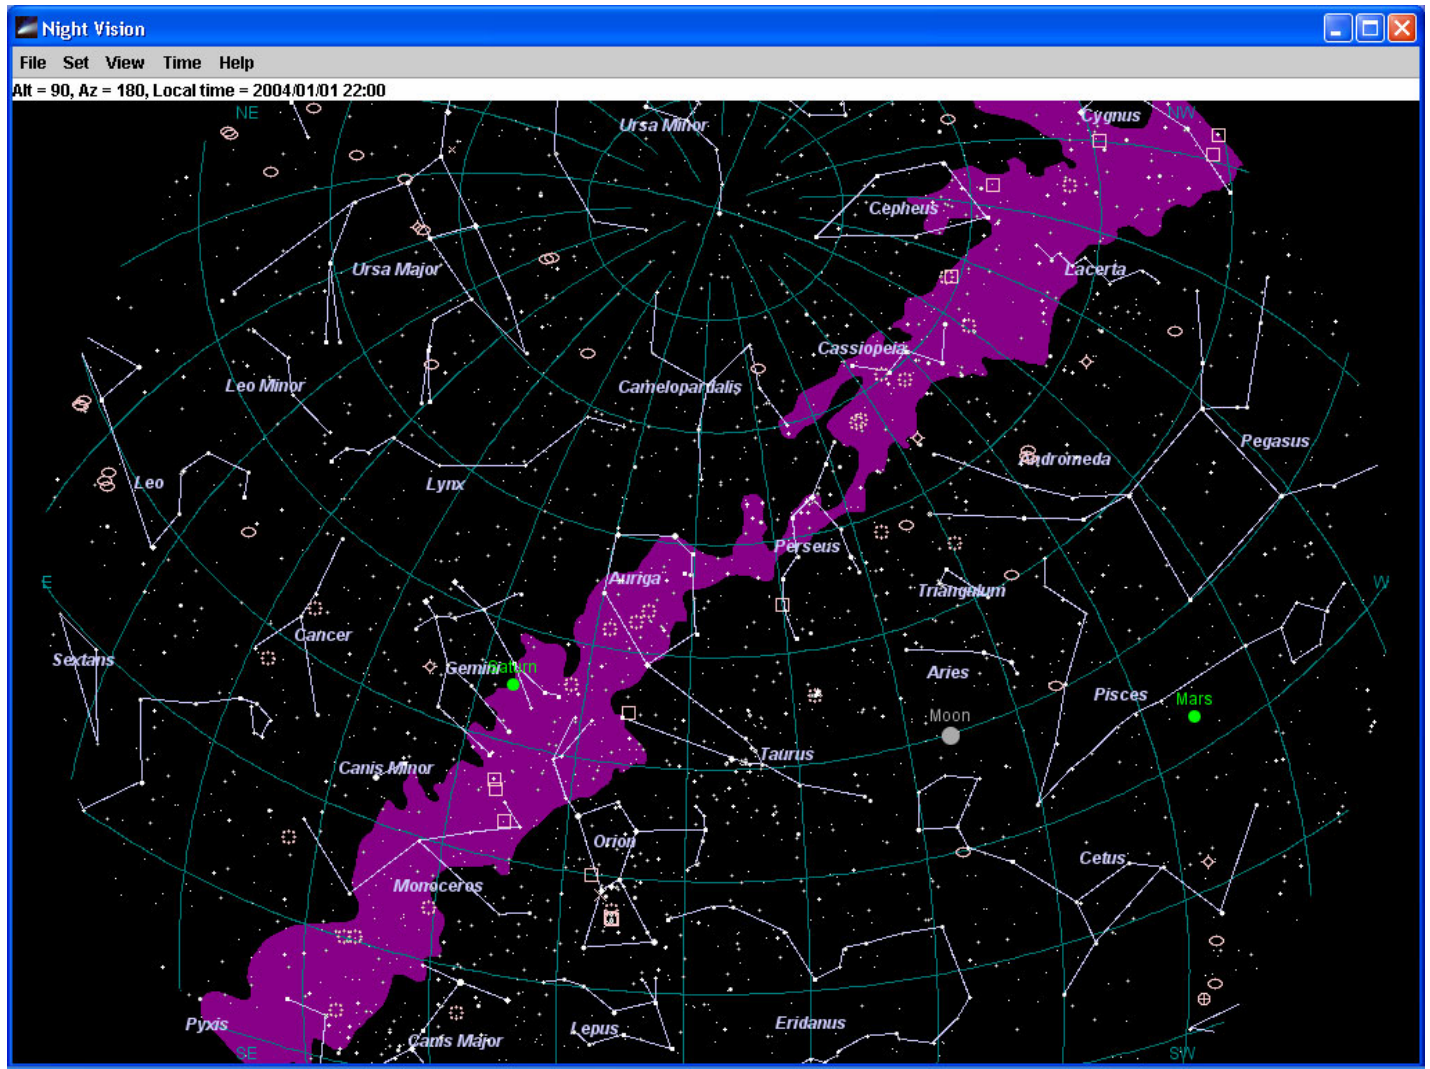 Night Vision
File Set View Time Help
Alt = 90, Az = 180, Local time = 2004/01/01 22:00
NE
Ursa Minor
Cygnus
NW
Cepheus
Ursa Major
Lacerta
Cassiopeia
Leo Minor
Camelopardalis
Pegasus
Andromeda
Leo
Lynx
Perseus
Auriga
E
W
Triangulum
Cancer
Sextans
Gemini
Saturn
Aries
Pisces
Mars
Moon
Taurus
Canis Minor
Orion
Cetus
Monoceros
Pyxis
Lepus
Eridanus
Canis Major
SE
SW